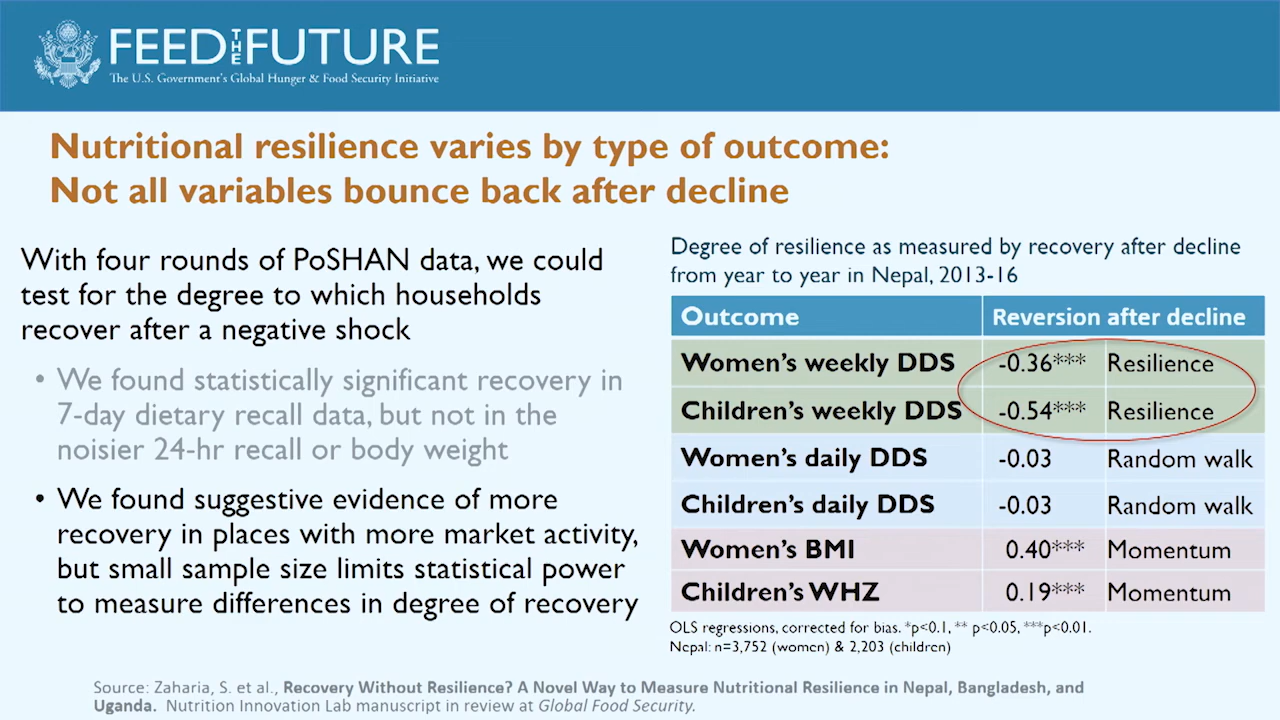 FEED THE FUTURE
The U.S. Government's Global Hunger & Food Security Initiative
Nutritional resilience varies by type of outcome:
Not all variables bounce back after decline
With four rounds of PoSHAN data, we could
test for the degree to which households
recover after a negative shock
• We found statistically significant recovery in
7-day dietary recall data, but not in the
noisier 24-hr recall or body weight
• We found suggestive evidence of more
recovery in places with more market activity,
but small sample size limits statistical power
to measure differences in degree of recovery
Degree of resilience as measured by recovery after decline
from year to year in Nepal, 2013-16
Outcome Reversion after decline
Women's weekly DDS -0.36*** Resilience
Children's weekly DDS -0.54*** Resilience
Women's daily DDS -0.03 Random walk
Children's daily DDS -0.03 Random walk
Women's BMI 0.40*** Momentum
Children's WHZ 0.19*** Momentum
OLS regressions, corrected for bias. *p<0.1, ** p<0.05, ***p<0.01.
Nepal: n=3,752 (women) & 2,203 (children)
Source: Zaharia, S. et al., Recovery Without Resilience? A Novel Way to Measure Nutritional Resilience in Nepal, Bangladesh, and
Uganda. Nutrition Innovation Lab manuscript in review at Global Food Security.